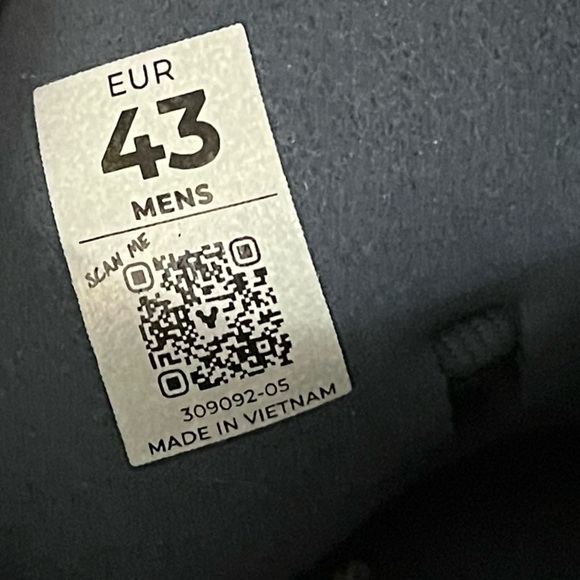 EUR
43
MENS
SCAN ME
309092-05
MADE IN VIETNAM